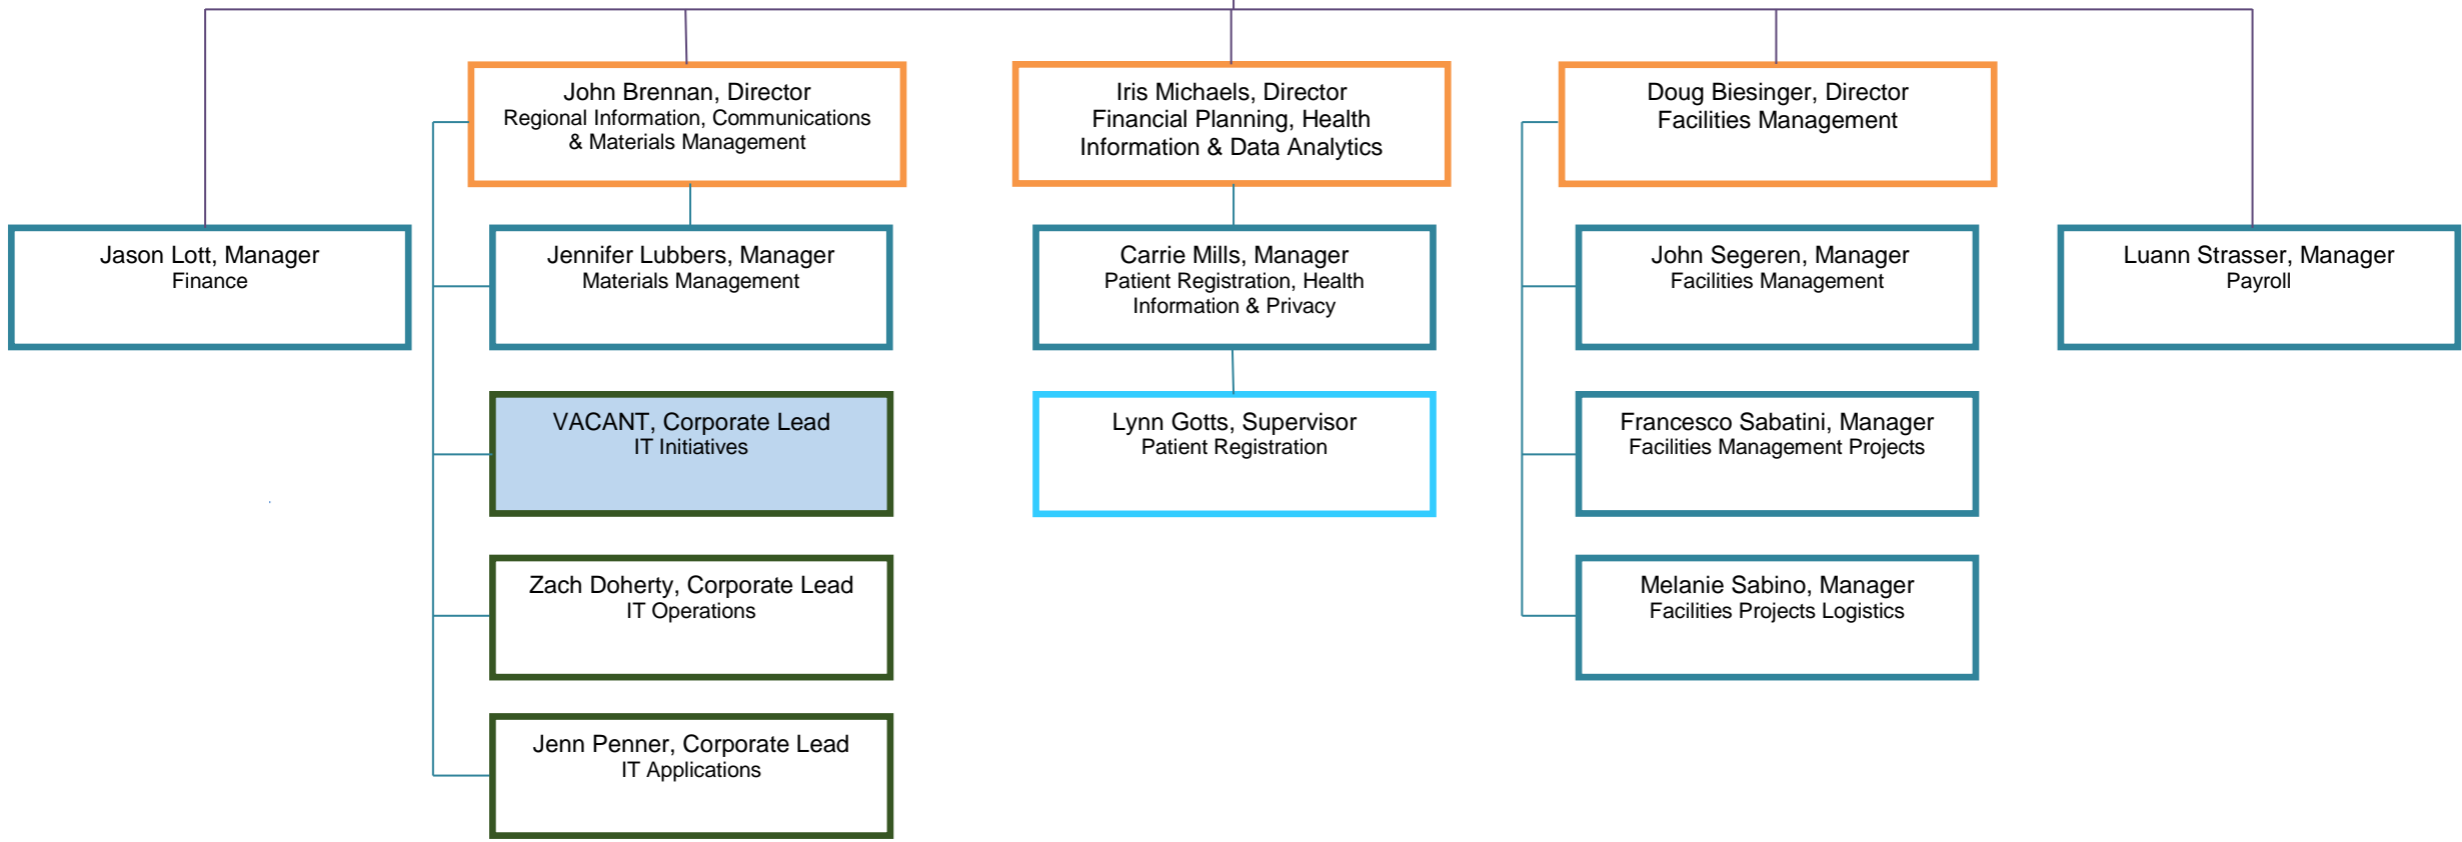 John Brennan, Director
Regional Information, Communications
& Materials Management
Iris Michaels, Director
Financial Planning, Health
Information & Data Analytics
Doug Biesinger, Director
Facilities Management
Jason Lott, Manager
Finance
Jennifer Lubbers, Manager
Materials Management
Carrie Mills, Manager
Patient Registration, Health
Information & Privacy
John Segeren, Manager
Facilities Management
Luann Strasser, Manager
Payroll
VACANT, Corporate Lead
IT Initiatives
Lynn Gotts, Supervisor
Patient Registration
Francesco Sabatini, Manager
Facilities Management Projects
Zach Doherty, Corporate Lead
IT Operations
Melanie Sabino, Manager
Facilities Projects Logistics
Jenn Penner, Corporate Lead
IT Applications